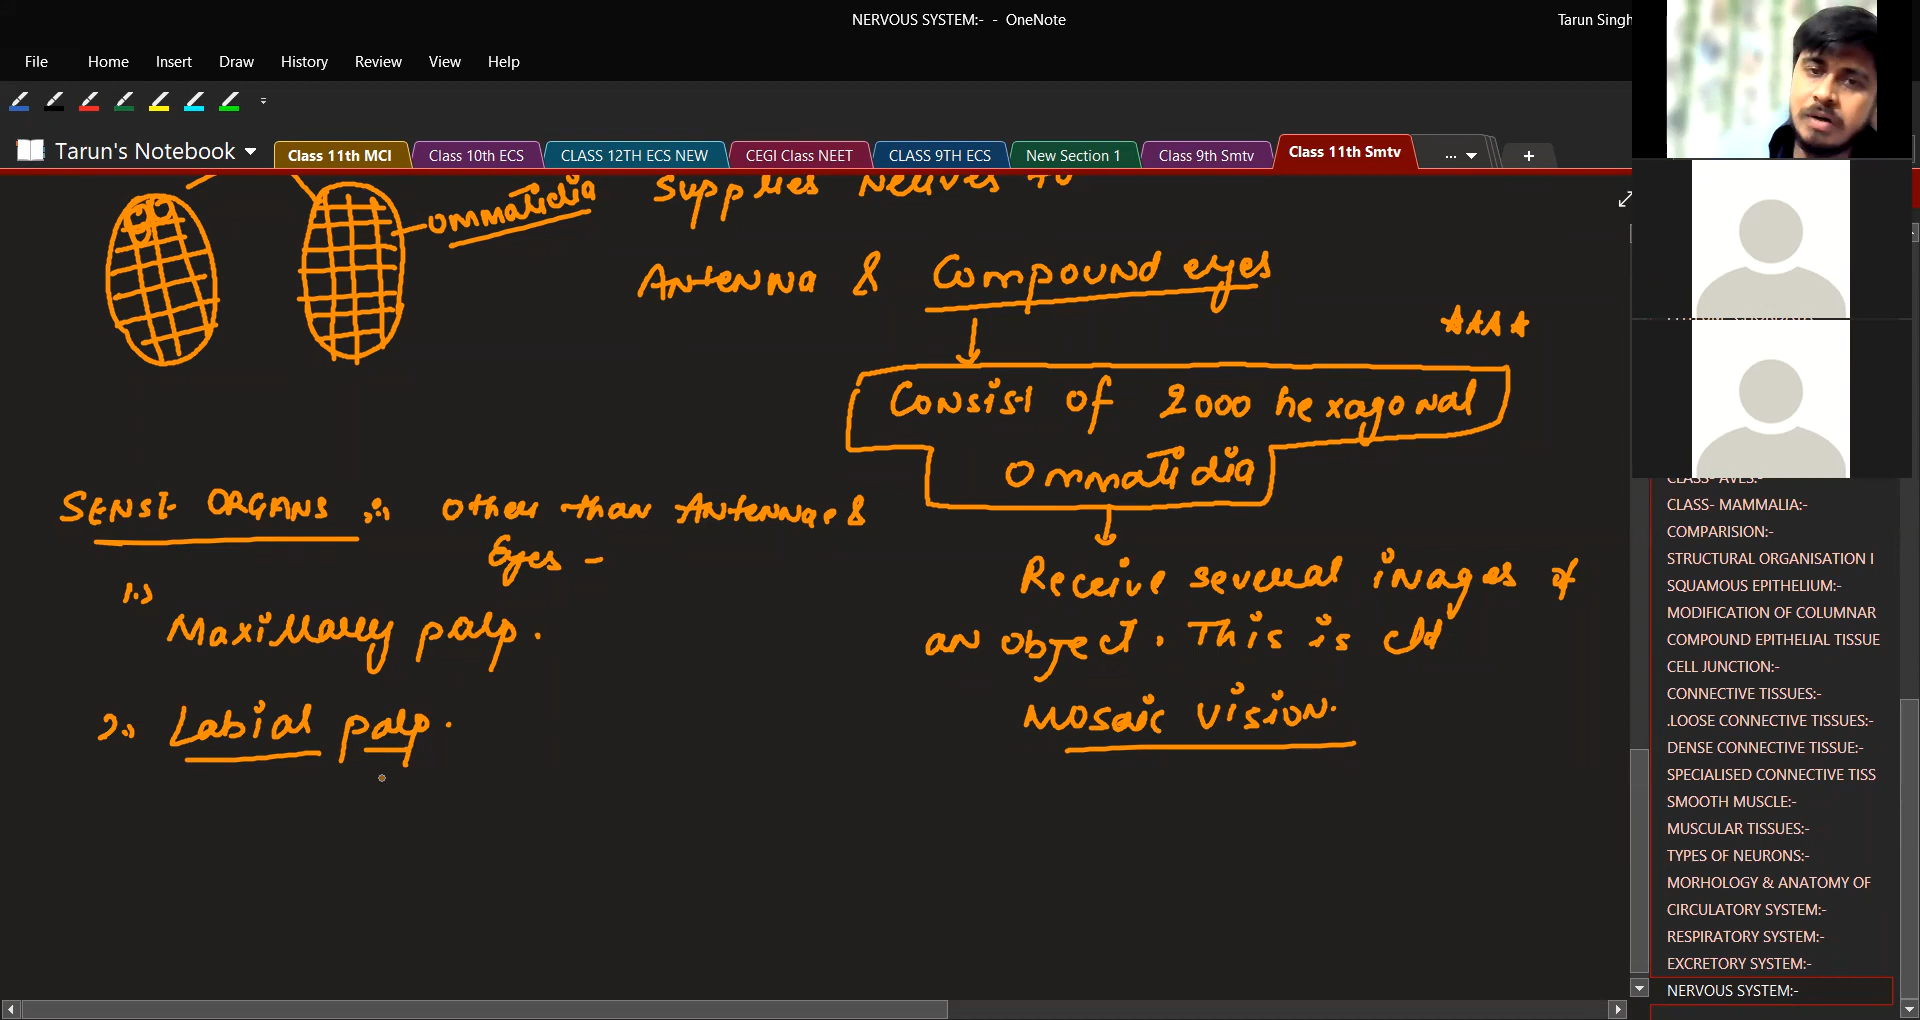 NERVOUS SYSTEM:- - OneNote
Tarun Singh
File Home Insert Draw History Review View Help
Tarun's Notebook
Class 11th MCI
Class 10th ECS
CLASS 12TH ECS NEW
CEGI Class NEET
CLASS 9TH ECS
New Section 1
Class 9th Smtv
Class 11th Smtv
...
+
ommatidia
Supplies Nerves to
Antenna & Compound eyes
Consist of 2000 hexagonal
Ommatidia
Receive several images of
an object. This is cld
Mosaic vision.
SENSE ORGANS :- Other than Antennae &
Eyes -
1.)
Maxillary palp.
2. Labial palp.
CLASS- AVES:-
CLASS- MAMMALIA:-
COMPARISION:-
STRUCTURAL ORGANISATION I
SQUAMOUS EPITHELIUM:-
MODIFICATION OF COLUMNAR
COMPOUND EPITHELIAL TISSUE
CELL JUNCTION:-
CONNECTIVE TISSUES:-
.LOOSE CONNECTIVE TISSUES:-
DENSE CONNECTIVE TISSUE:-
SPECIALISED CONNECTIVE TISS
SMOOTH MUSCLE:-
MUSCULAR TISSUES:-
TYPES OF NEURONS:-
MORHOLOGY & ANATOMY OF
CIRCULATORY SYSTEM:-
RESPIRATORY SYSTEM:-
EXCRETORY SYSTEM:-
NERVOUS SYSTEM:-